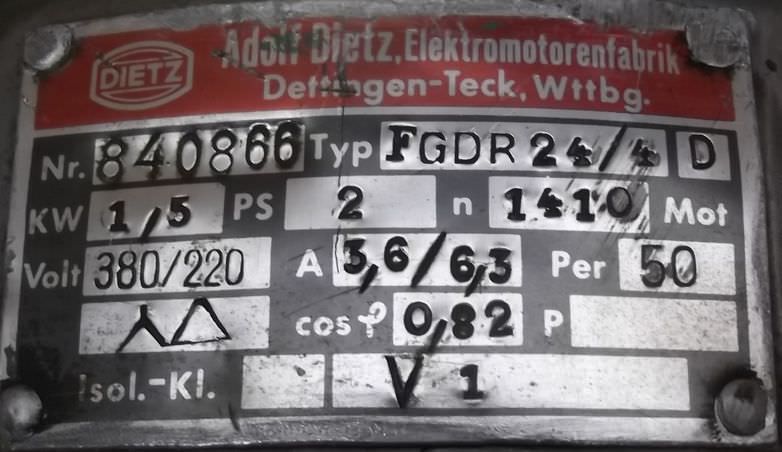 DIETZ
Adolf Dietz, Elektromotorenfabrik
Dettingen-Teck, Wttbg.
Nr. 840866 Typ FGDR 24/4 D
KW 1,5 PS 2 n 1410 Mot
Volt 380/220 A 3,6/6,3 Per 50
⅄Δ cos φ 0,82 P
Isol.-Kl. V 1